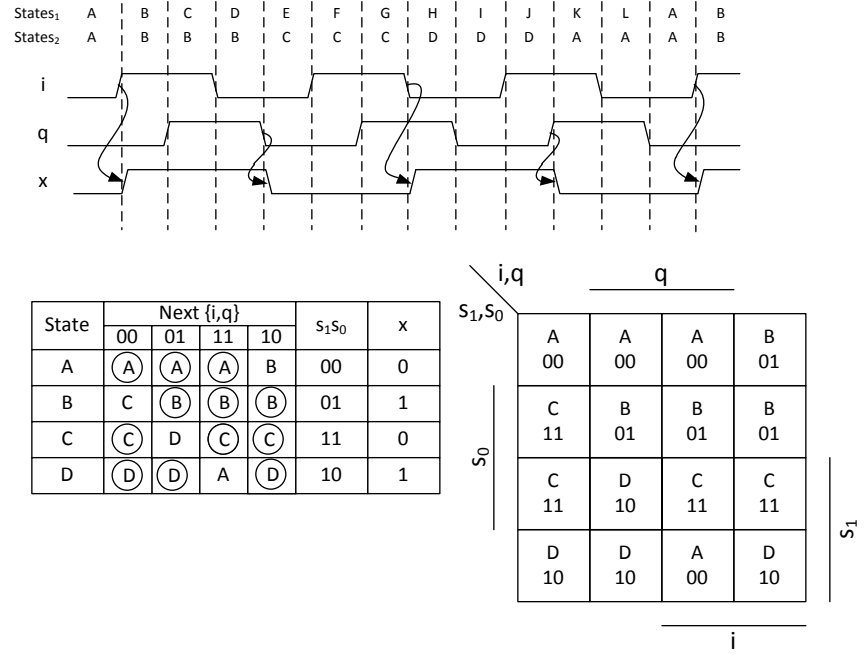 States₁ A B C D E F G H I J K L A B
States₂ A B B B C C C D D D A A A B
i
q
x
State Next {i,q} s₁s₀ x
00 01 11 10
A A A A B 00 0
B C B B B 01 1
C C D C C 11 0
D D D A D 10 1
i,q q
s₁,s₀
A A A B
00 00 00 01
C B B B
11 01 01 01
s₀
C D C C
11 10 11 11
s₁
D D A D
10 10 00 10
i